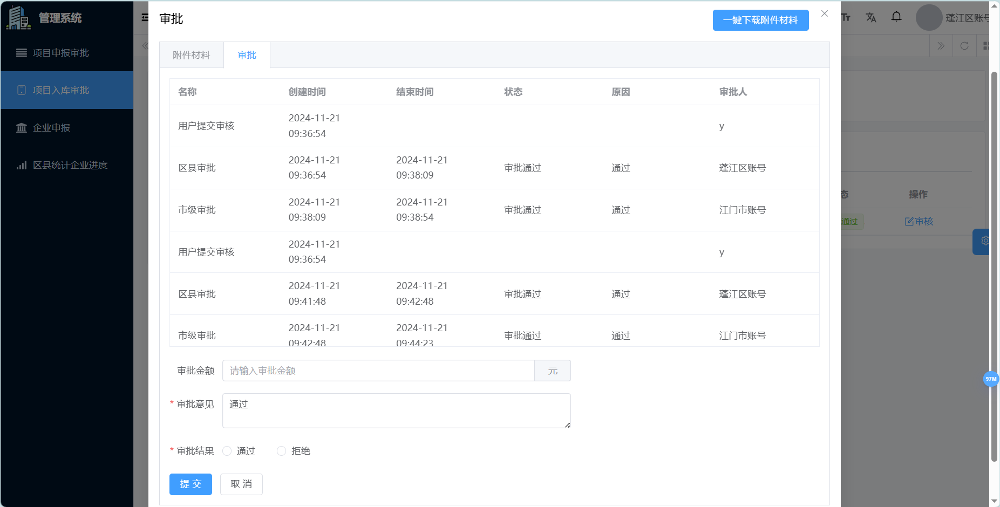 管理系统
项目申报审批
项目入库审批
企业申报
区县统计企业进度
审批
一键下载附件材料
蓬江区账号
附件材料
审批
名称 创建时间 结束时间 状态 原因 审批人
用户提交审核 2024-11-21 09:36:54 y
区县审批 2024-11-21 09:36:54 2024-11-21 09:38:09 审批通过 通过 蓬江区账号
市级审批 2024-11-21 09:38:09 2024-11-21 09:38:54 审批通过 通过 江门市账号
用户提交审核 2024-11-21 09:36:54 y
区县审批 2024-11-21 09:41:48 2024-11-21 09:42:48 审批通过 通过 蓬江区账号
市级审批 2024-11-21 09:42:48 2024-11-21 09:44:23 审批通过 通过 江门市账号
态 操作
通过 审核
审批金额 请输入审批金额 元
97M
* 审批意见 通过
* 审批结果 通过 拒绝
提交 取消